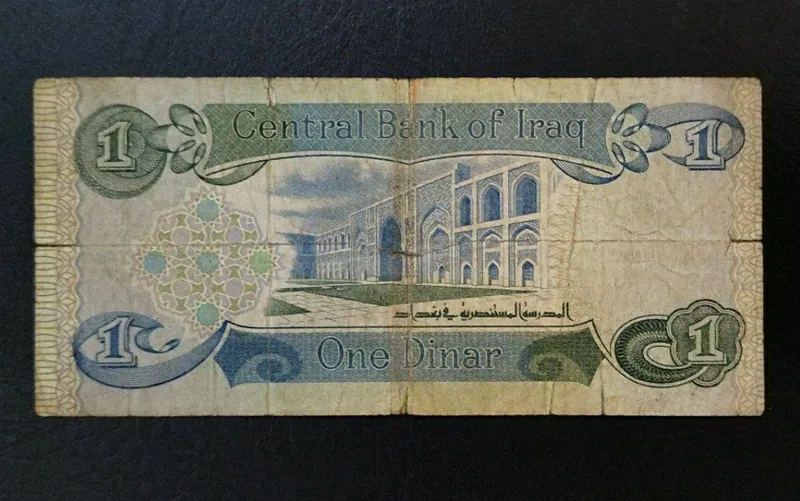 1 Central Bank of Iraq 1
المدرسة المستنصرية في بغداد
1 One Dinar 1